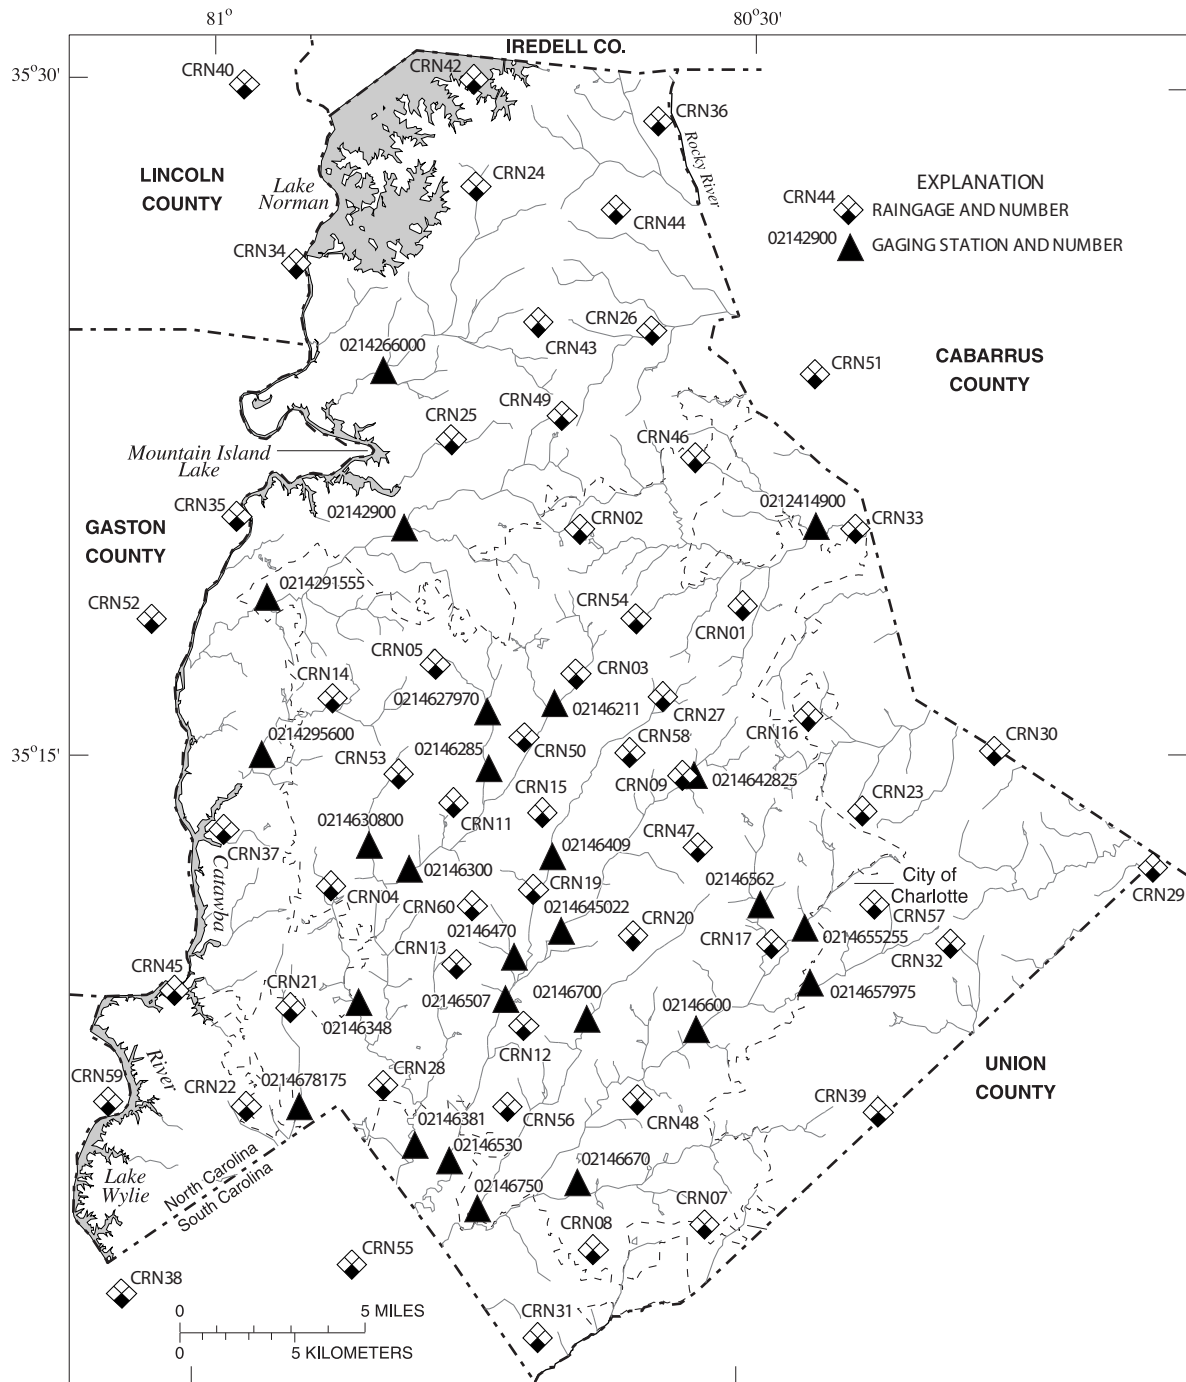 81°
80°30'
35°30'
IREDELL CO.
CRN40
CRN42
CRN36
Rocky River
LINCOLN
COUNTY
Lake
Norman
CRN24
CRN44
EXPLANATION
CRN44
RAINGAGE AND NUMBER
02142900
GAGING STATION AND NUMBER
CRN34
0214266000
CRN43
CRN26
CRN51
CABARRUS
COUNTY
CRN25
CRN49
CRN46
Mountain Island
Lake
CRN35
02142900
CRN02
0212414900
CRN33
GASTON
COUNTY
0214291555
CRN52
CRN54
CRN01
CRN05
CRN14
CRN03
0214627970
02146211
CRN27
0214295600
CRN53
02146285
CRN50
CRN58
CRN16
CRN30
35°15'
CRN09
0214642825
CRN15
CRN11
CRN23
0214630800
CRN37
CRN47
02146409
Catawba
02146300
CRN04
CRN60
CRN19
0214645022
02146562
City of
Charlotte
CRN29
CRN57
02146470
CRN20
CRN17
0214655255
CRN32
CRN13
CRN45
CRN21
02146507
02146700
02146600
0214657975
02146348
CRN12
River
UNION
COUNTY
CRN59
CRN22
0214678175
CRN28
CRN39
CRN56
CRN48
02146381
02146530
North Carolina
South Carolina
Lake
Wylie
02146750
02146670
CRN07
CRN08
CRN55
CRN38
0
5 MILES
CRN31
0
5 KILOMETERS